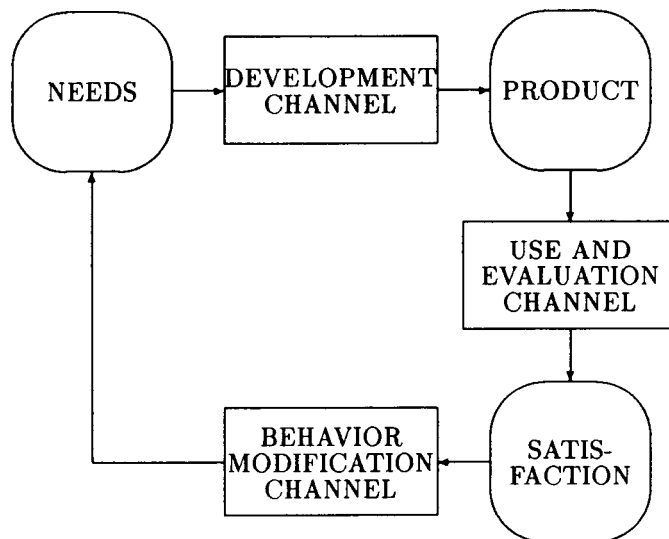 NEEDS
DEVELOPMENT
CHANNEL
PRODUCT
USE AND
EVALUATION
CHANNEL
SATIS-
FACTION
BEHAVIOR
MODIFICATION
CHANNEL